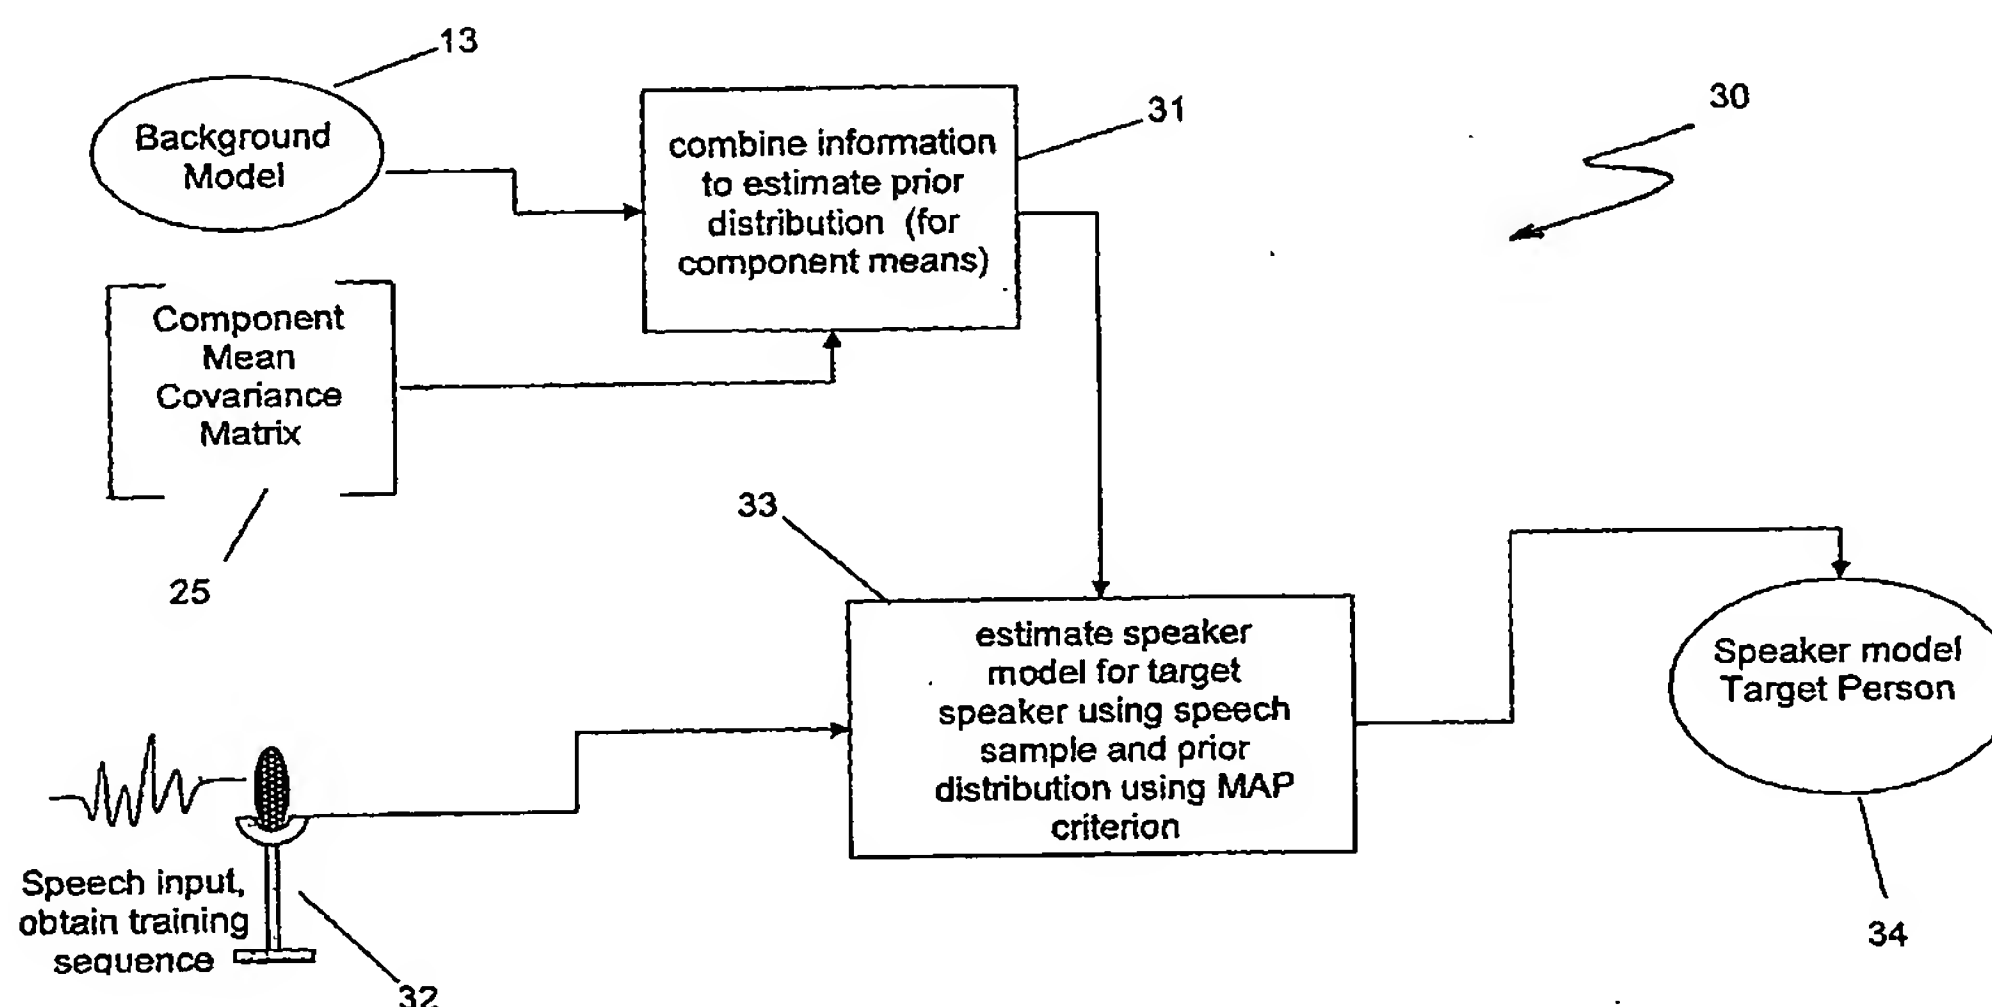 13
Background
Model
combine information
to estimate prior
distribution (for
component means)
31
30
Component
Mean
Covariance
Matrix
25
33
estimate speaker
model for target
speaker using speech
sample and prior
distribution using MAP
criterion
Speaker model
Target Person
34
Speech input,
obtain training
sequence
32